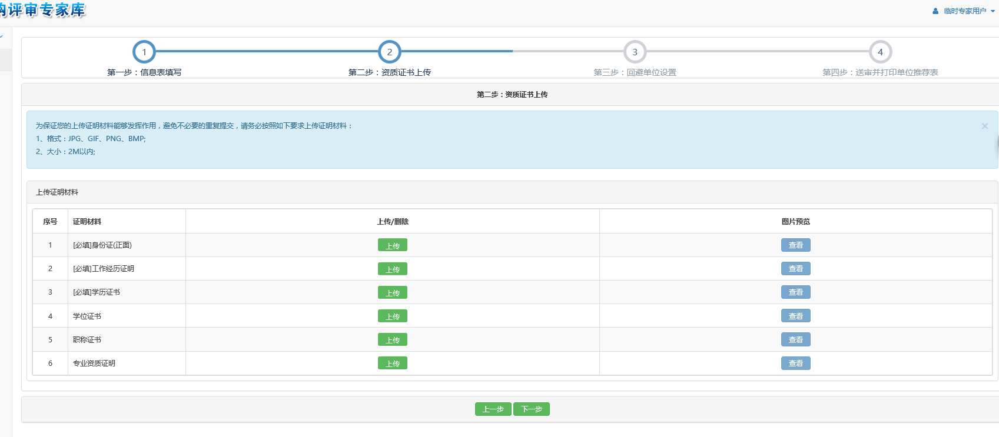 评审专家库
临时专家用户
1
2
3
4
第一步：信息表填写
第二步：资质证书上传
第三步：回避单位设置
第四步：送审并打印单位推荐表
第二步：资质证书上传
为保证您的上传证明材料能够发挥作用，避免不必要的重复提交，请务必按照如下要求上传证明材料：
×
1、格式：JPG、GIF、PNG、BMP;
2、大小：2M以内;
上传证明材料
序号 证明材料 上传/删除 图片预览
1 [必填]身份证(正面) 上传 查看
2 [必填]工作经历证明 上传 查看
3 [必填]学历证书 上传 查看
4 学位证书 上传 查看
5 职称证书 上传 查看
6 专业资质证明 上传 查看
上一步 下一步